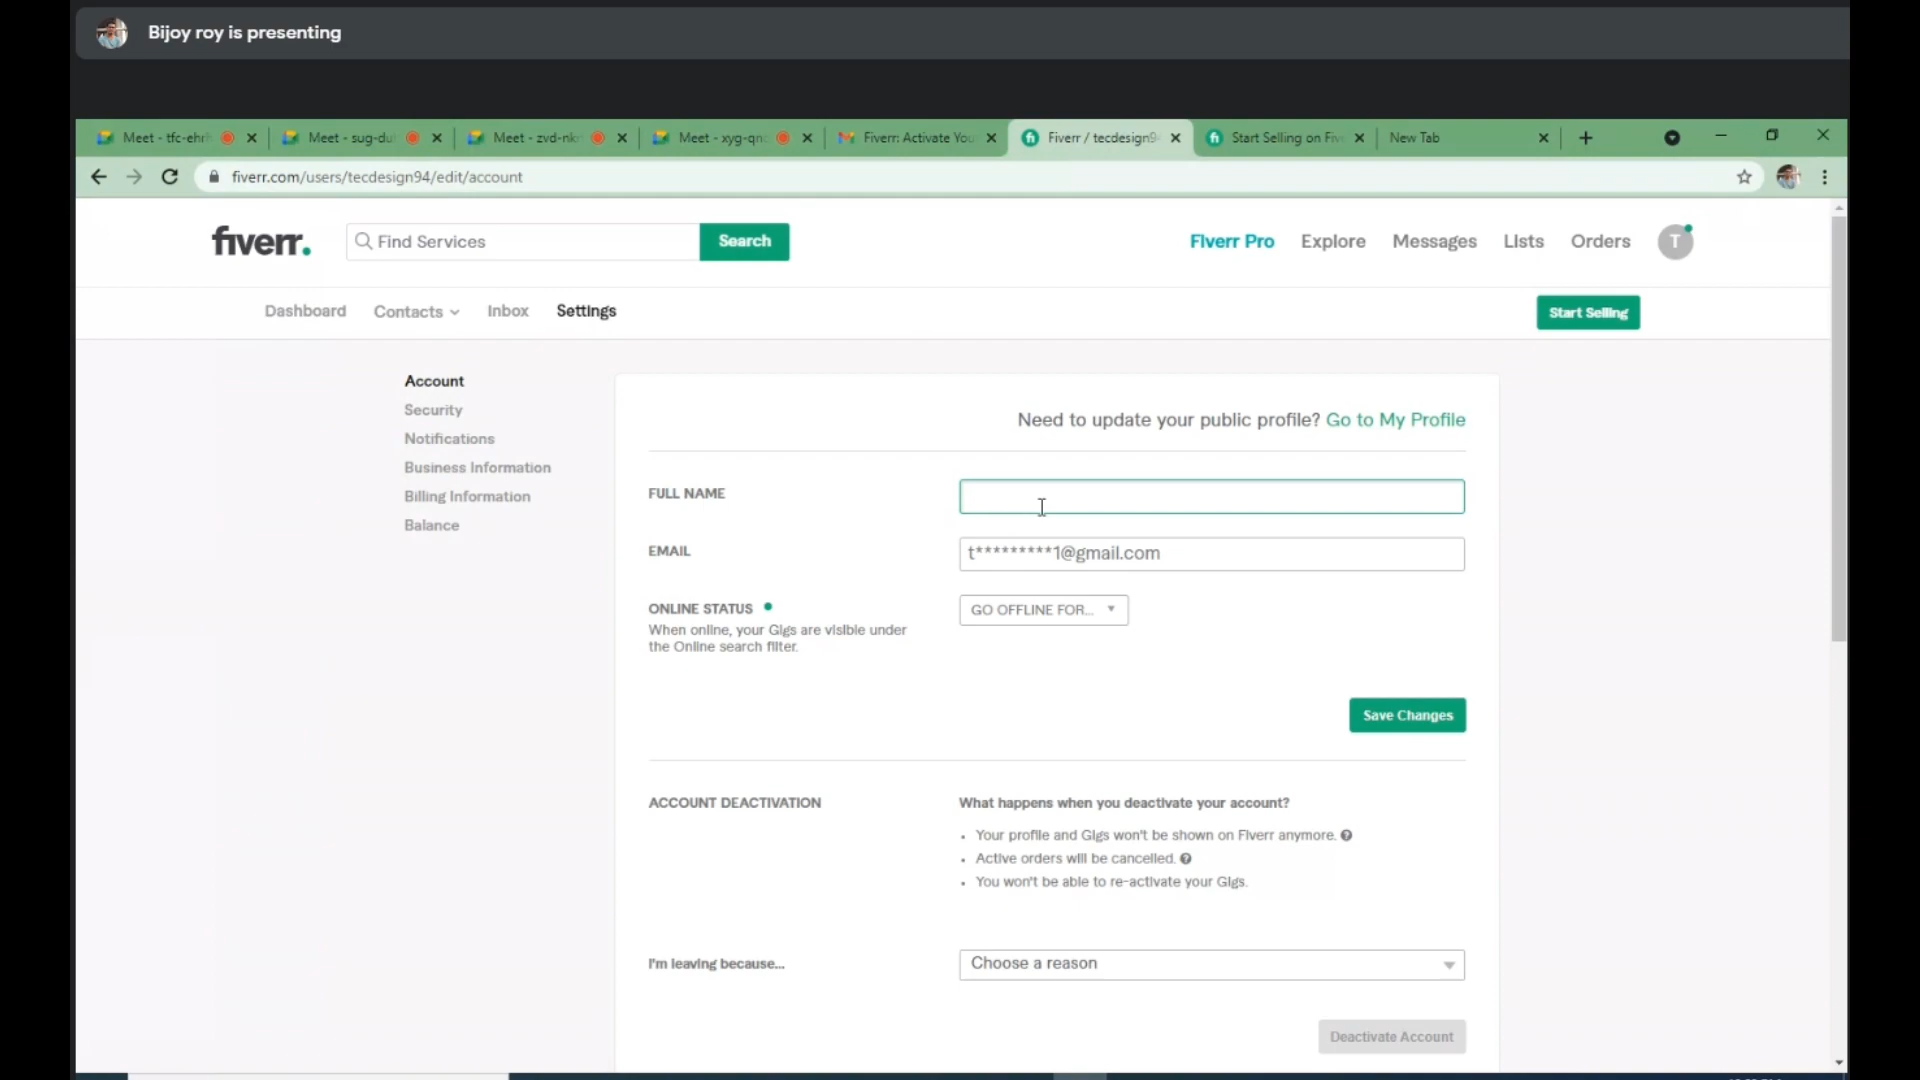 Bijoy roy is presenting
Meet - tfc-ehrh
Meet - sug-du
Meet - zvd-nk
Meet - xyg-qn
Fiverr: Activate You
Fiverr / tecdesign9
Start Selling on Five
New Tab
fiverr.com/users/tecdesign94/edit/account
fiverr.
Find Services
Search
Fiverr Pro
Explore
Messages
Lists
Orders
T
Dashboard
Contacts
Inbox
Settings
Start Selling
Account
Security
Notifications
Business Information
Billing Information
Balance
Need to update your public profile? Go to My Profile
FULL NAME
EMAIL
t*********1@gmail.com
ONLINE STATUS
When online, your Gigs are visible under
the Online search filter.
GO OFFLINE FOR...
Save Changes
ACCOUNT DEACTIVATION
What happens when you deactivate your account?
• Your profile and Gigs won't be shown on Fiverr anymore.
• Active orders will be cancelled.
• You won't be able to re-activate your Gigs.
I'm leaving because...
Choose a reason
Deactivate Account